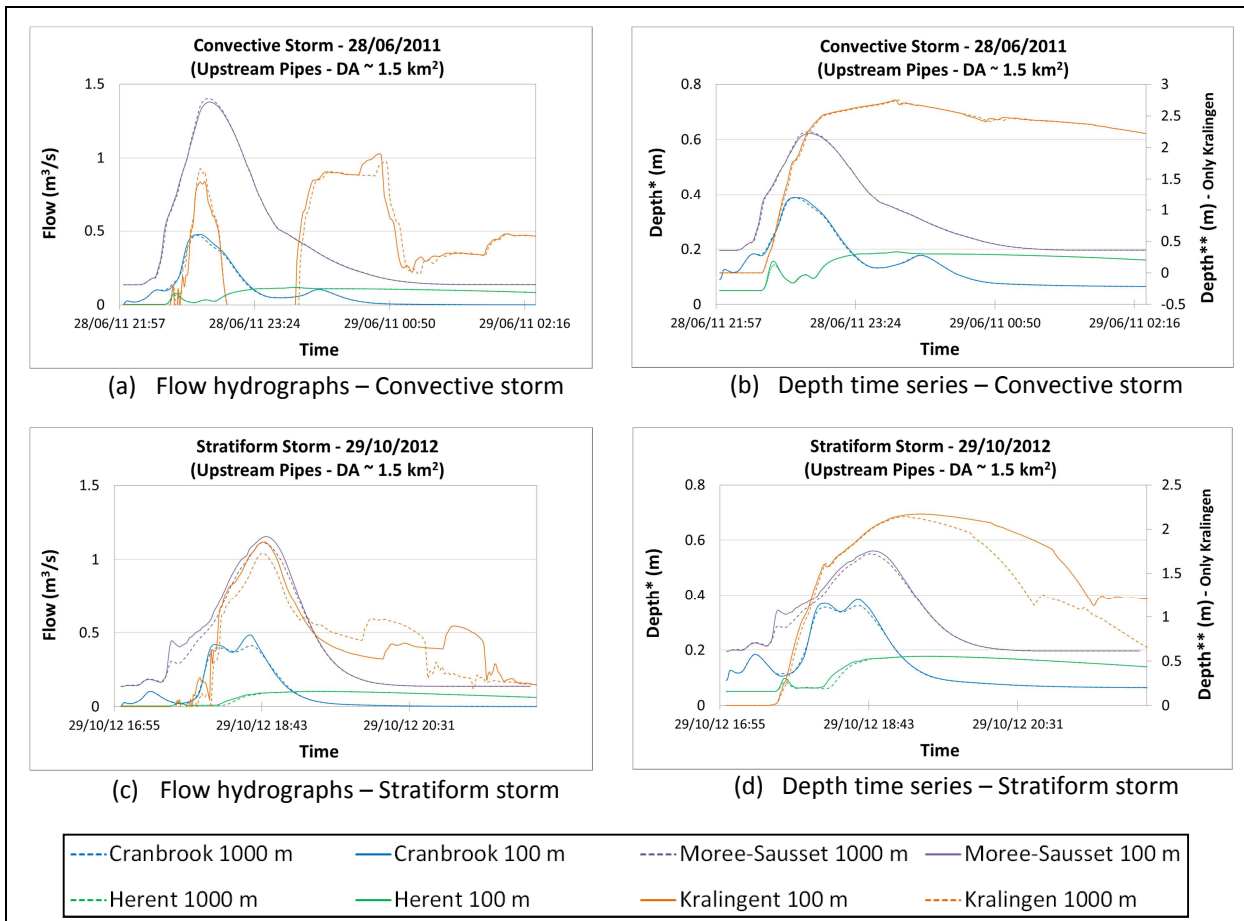 Convective Storm - 28/06/2011
(Upstream Pipes - DA ~ 1.5 km²)
1.5
1
0.5
0
Flow (m³/s)
28/06/11 21:57
28/06/11 23:24
29/06/11 00:50
29/06/11 02:16
Time
(a) Flow hydrographs – Convective storm
Convective Storm - 28/06/2011
(Upstream Pipes - DA ~ 1.5 km²)
0.8
0.6
0.4
0.2
0
Depth* (m)
3
2.5
2
1.5
1
0.5
0
-0.5
Depth** (m) - Only Kralingen
28/06/11 21:57
28/06/11 23:24
29/06/11 00:50
29/06/11 02:16
Time
(b) Depth time series – Convective storm
Stratiform Storm - 29/10/2012
(Upstream Pipes - DA ~ 1.5 km²)
1.5
1
0.5
0
Flow (m³/s)
29/10/12 16:55
29/10/12 18:43
29/10/12 20:31
Time
(c) Flow hydrographs – Stratiform storm
Stratiform Storm - 29/10/2012
(Upstream Pipes - DA ~ 1.5 km²)
0.8
0.6
0.4
0.2
0
Depth* (m)
2.5
2
1.5
1
0.5
0
Depth** (m) - Only Kralingen
29/10/12 16:55
29/10/12 18:43
29/10/12 20:31
Time
(d) Depth time series – Stratiform storm
Cranbrook 1000 m
Cranbrook 100 m
Moree-Sausset 1000 m
Moree-Sausset 100 m
Herent 1000 m
Herent 100 m
Kralingent 100 m
Kralingen 1000 m